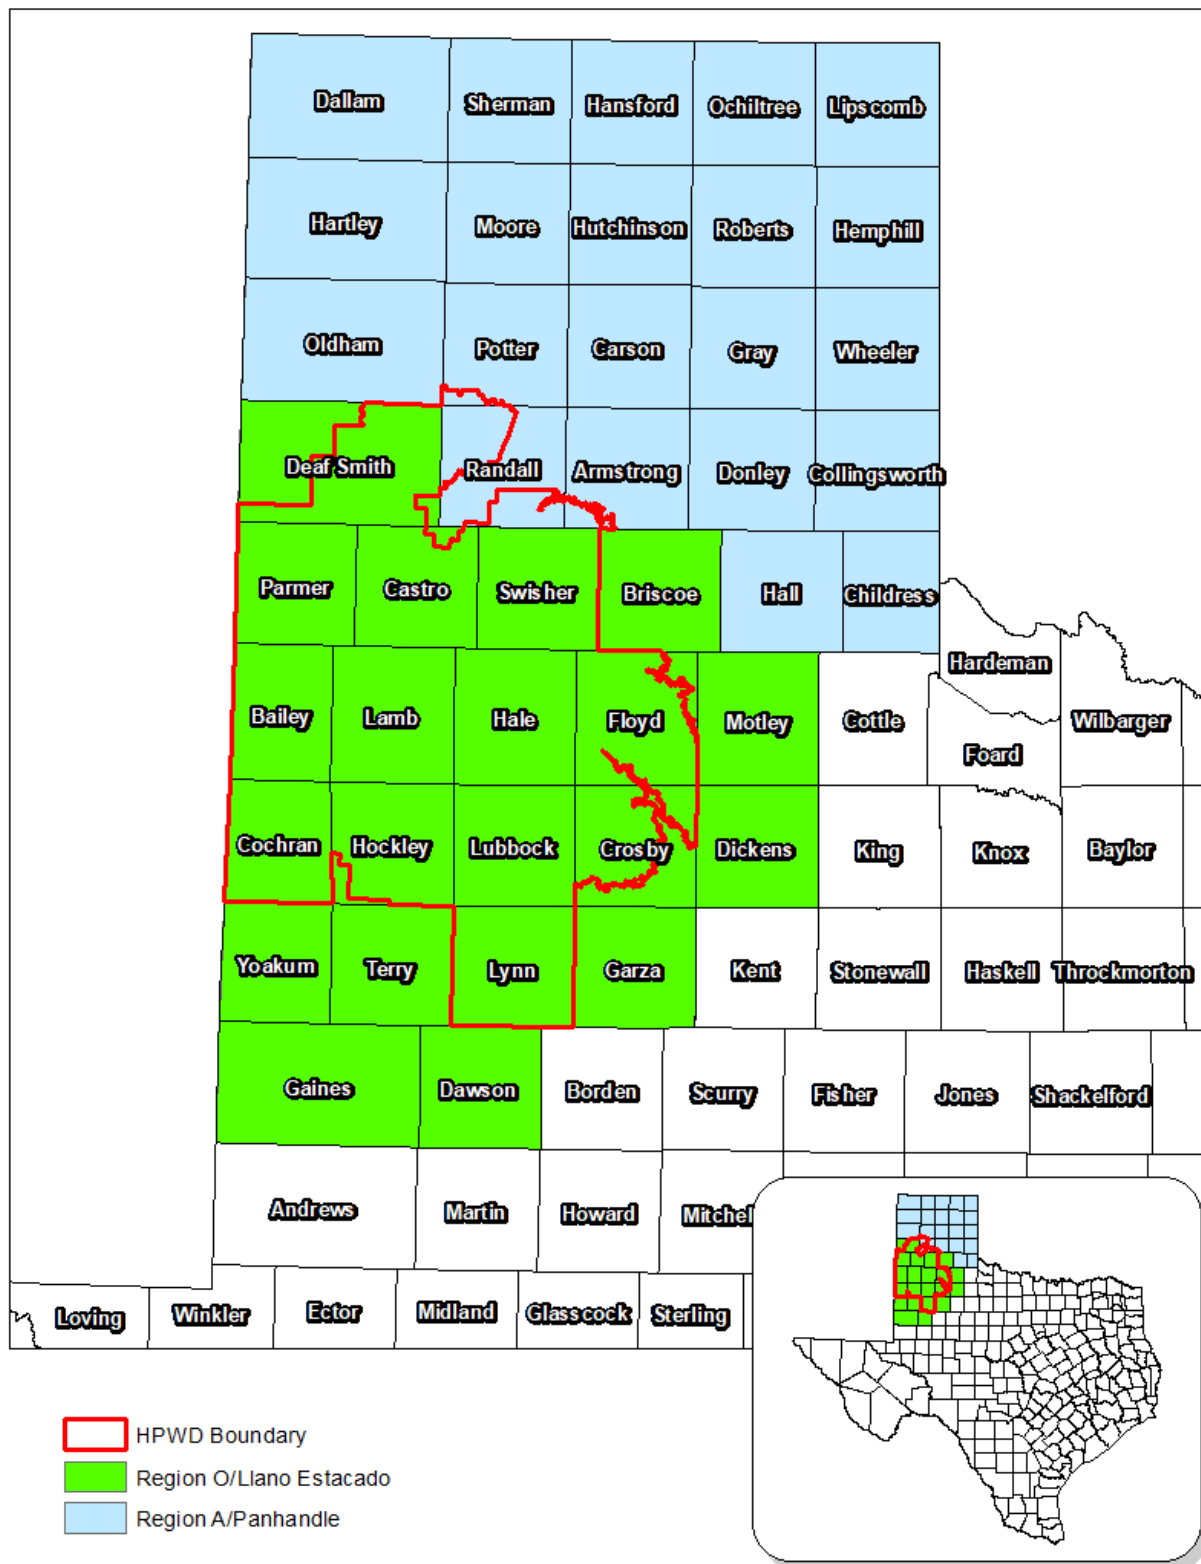 Dallam Sherman Hansford Ochiltree Lipscomb
Hartley Moore Hutchinson Roberts Hemphill
Oldham Potter Carson Gray Wheeler
Deaf Smith Randall Armstrong Donley Collingsworth
Parmer Castro Swisher Briscoe Hall Childress
Hardeman
Bailey Lamb Hale Floyd Motley Cottle Wilbarger
Foard
Cochran Hockley Lubbock Crosby Dickens King Knox Baylor
Yoakum Terry Lynn Garza Kent Stonewall Haskell Throckmorton
Gaines Dawson Borden Scurry Fisher Jones Shackelford
Andrews Martin Howard Mitchel
Loving Winkler Ector Midland Glasscock Sterling
HPWD Boundary
Region O/Llano Estacado
Region A/Panhandle